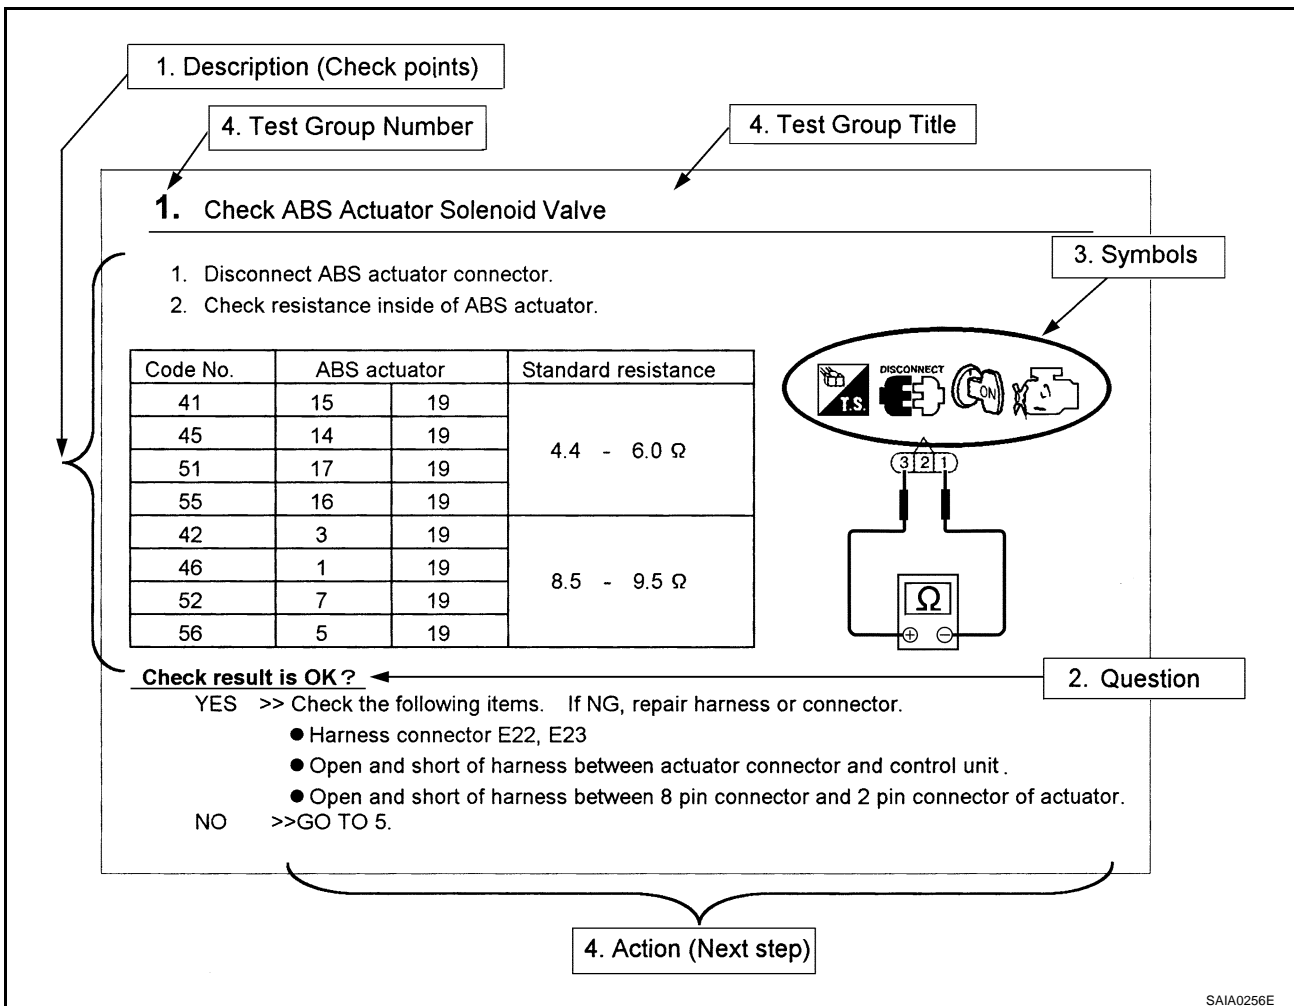 1. Description (Check points)
4. Test Group Number
4. Test Group Title
1. Check ABS Actuator Solenoid Valve
3. Symbols
1. Disconnect ABS actuator connector.
2. Check resistance inside of ABS actuator.
Code No. ABS actuator Standard resistance
41 15 19
45 14 19
4.4 - 6.0 Ω
51 17 19
55 16 19
42 3 19
46 1 19
8.5 - 9.5 Ω
52 7 19
56 5 19
DISCONNECT
T.S.
ON
3 2 1
Ω
+ −
Check result is OK?
2. Question
YES >> Check the following items. If NG, repair harness or connector.
● Harness connector E22, E23
● Open and short of harness between actuator connector and control unit.
● Open and short of harness between 8 pin connector and 2 pin connector of actuator.
NO >>GO TO 5.
4. Action (Next step)
SAIA0256E